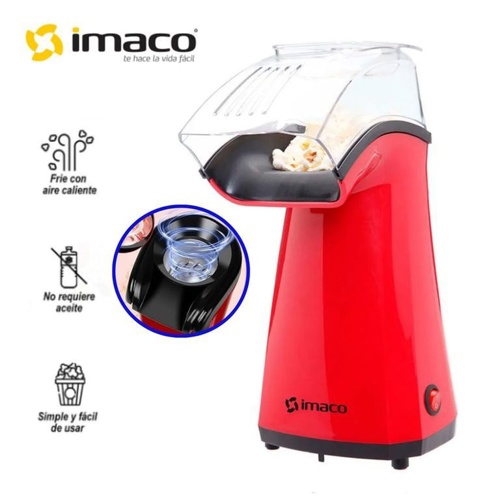 imaco®
te hace la vida fácil
Frie con
aire caliente
No requiere
aceite
Simple y fácil
de usar
imaco